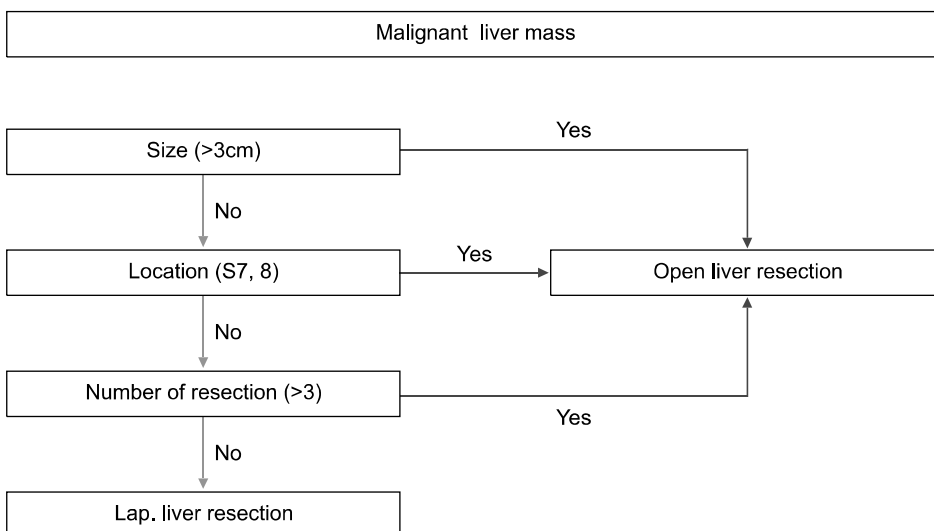 Malignant liver mass
Size (>3cm)
Yes
No
Location (S7, 8)
Yes
Open liver resection
No
Number of resection (>3)
Yes
No
Lap. liver resection